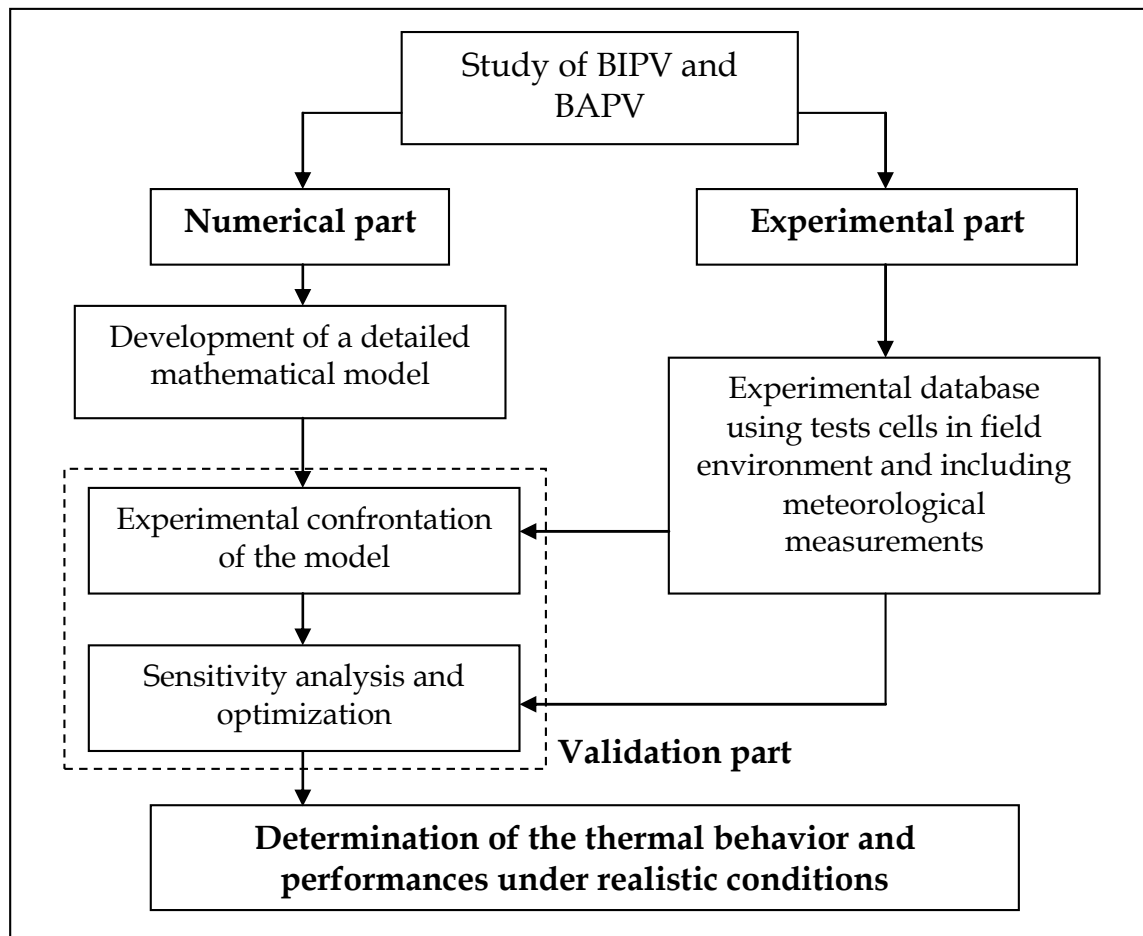 Study of BIPV and
BAPV
Numerical part
Experimental part
Development of a detailed
mathematical model
Experimental database
using tests cells in field
environment and including
meteorological
measurements
Experimental confrontation
of the model
Sensitivity analysis and
optimization
Validation part
Determination of the thermal behavior and
performances under realistic conditions